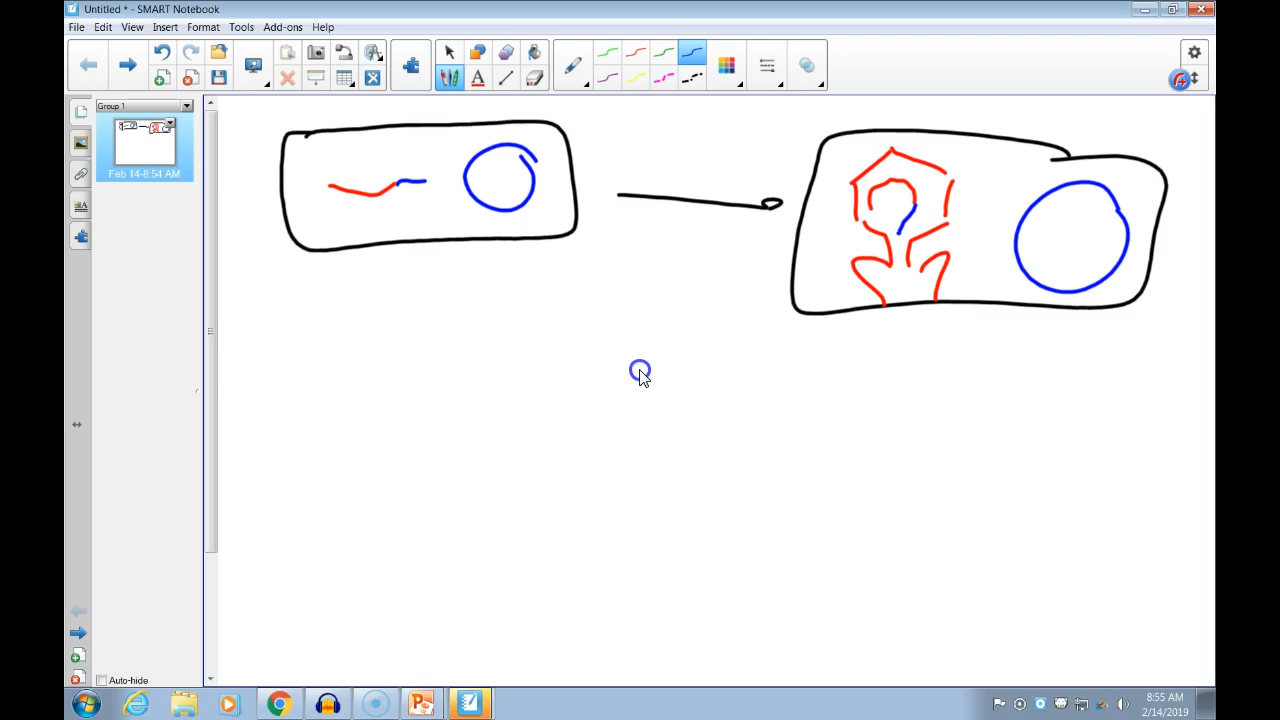 Untitled * - SMART Notebook
File Edit View Insert Format Tools Add-ons Help
Group 1
Feb 14-8:54 AM
Auto-hide
8:55 AM
2/14/2019